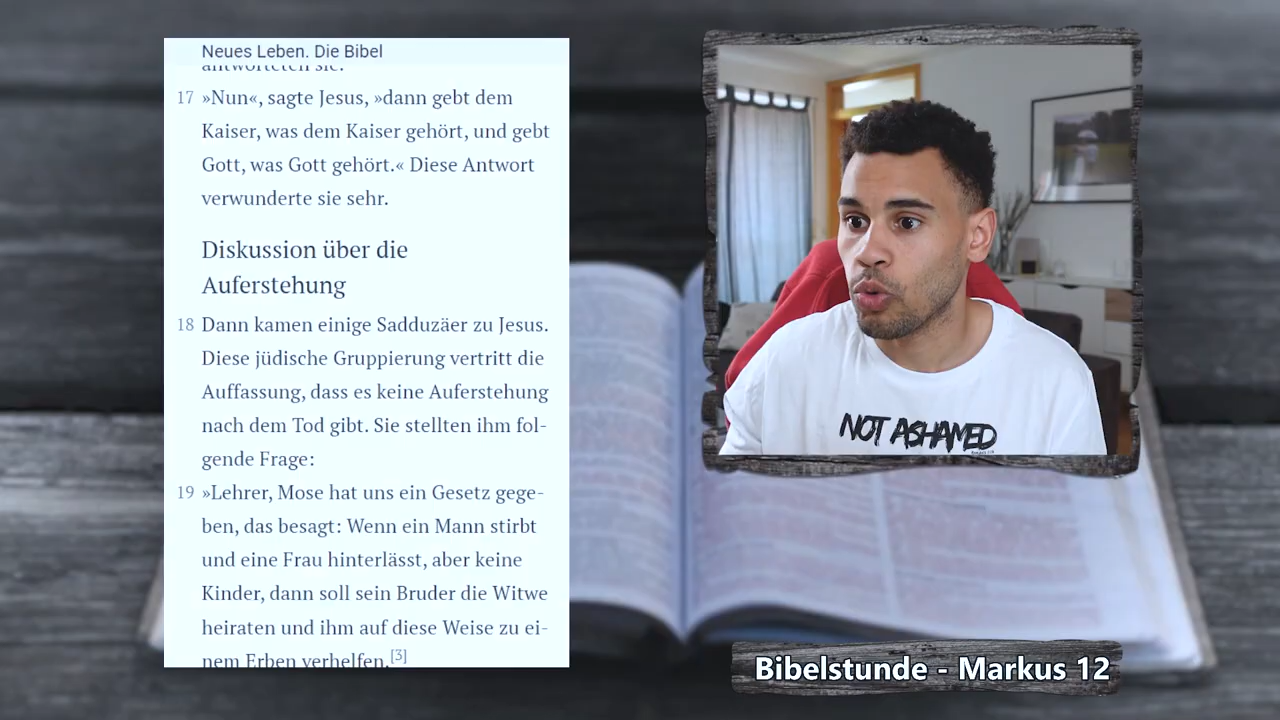 Neues Leben. Die Bibel
antworteten sie.
17 »Nun«, sagte Jesus, »dann gebt dem
Kaiser, was dem Kaiser gehört, und gebt
Gott, was Gott gehört.« Diese Antwort
verwunderte sie sehr.
Diskussion über die
Auferstehung
18 Dann kamen einige Sadduzäer zu Jesus.
Diese jüdische Gruppierung vertritt die
Auffassung, dass es keine Auferstehung
nach dem Tod gibt. Sie stellten ihm fol-
gende Frage:
19 »Lehrer, Mose hat uns ein Gesetz gege-
ben, das besagt: Wenn ein Mann stirbt
und eine Frau hinterlässt, aber keine
Kinder, dann soll sein Bruder die Witwe
heiraten und ihm auf diese Weise zu ei-
nem Erben verhelfen.[3]
NOT ASHAMED
Bibelstunde - Markus 12